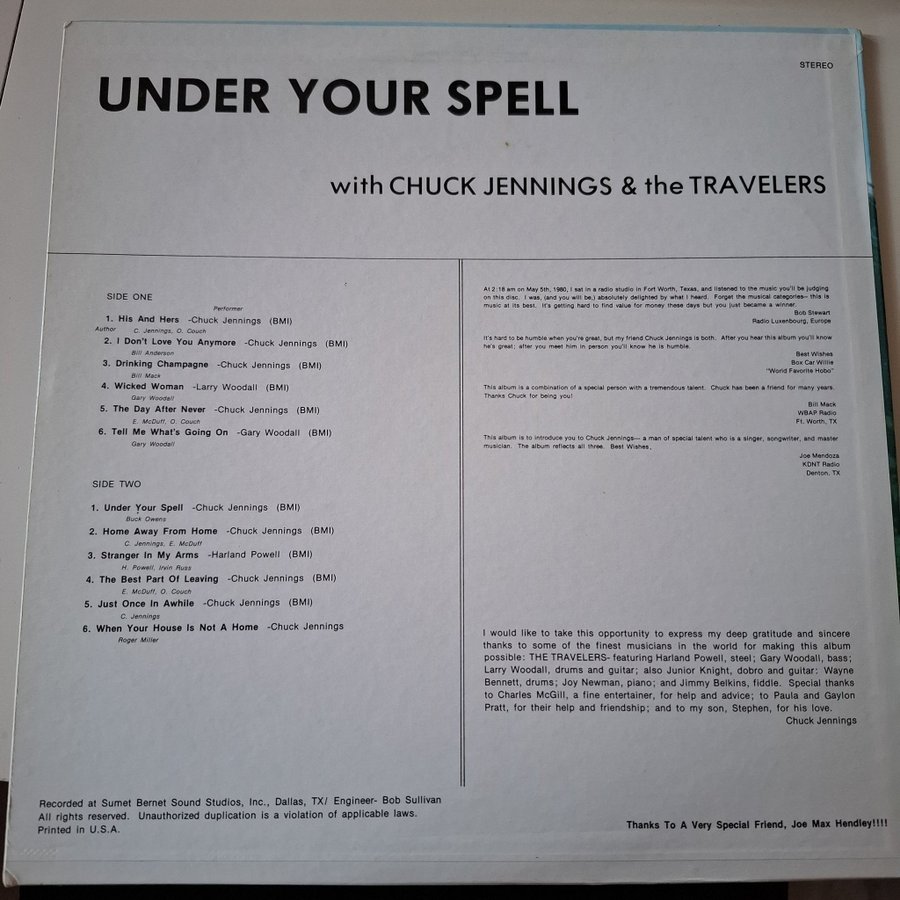 STEREO
UNDER YOUR SPELL
with CHUCK JENNINGS & the TRAVELERS
SIDE ONE
Performer
1. His And Hers -Chuck Jennings (BMI)
Author C. Jennings, O. Couch
2. I Don't Love You Anymore -Chuck Jennings (BMI)
Bill Anderson
3. Drinking Champagne -Chuck Jennings (BMI)
Bill Mack
4. Wicked Woman -Larry Woodall (BMI)
Gary Woodall
5. The Day After Never -Chuck Jennings (BMI)
E. McDuff, O. Couch
6. Tell Me What's Going On -Gary Woodall (BMI)
Gary Woodall
SIDE TWO
1. Under Your Spell -Chuck Jennings (BMI)
Buck Owens
2. Home Away From Home -Chuck Jennings (BMI)
C. Jennings, E. McDuff
3. Stranger In My Arms -Harland Powell (BMI)
H. Powell, Irvin Russ
4. The Best Part Of Leaving -Chuck Jennings (BMI)
E. McDuff, O. Couch
5. Just Once In Awhile -Chuck Jennings (BMI)
C. Jennings
6. When Your House Is Not A Home -Chuck Jennings
Roger Miller
At 2:18 am on May 5th, 1980, I sat in a radio studio in Fort Worth, Texas, and listened to the music you'll be judging
on this disc. I was, (and you will be,) absolutely delighted by what I heard. Forget the musical categories— this is
music at its best. It's getting hard to find value for money these days but you just became a winner.
Bob Stewart
Radio Luxenbourg, Europe
It's hard to be humble when you're great, but my friend Chuck Jennings is both. After you hear this album you'll know
he's great; after you meet him in person you'll know he is humble.
Best Wishes
Box Car Willie
"World Favorite Hobo"
This album is a combination of a special person with a tremendous talent. Chuck has been a friend for many years.
Thanks Chuck for being you!
Bill Mack
WBAP Radio
Ft. Worth, TX
This album is to introduce you to Chuck Jennings— a man of special talent who is a singer, songwriter, and master
musician. The album reflects all three. Best Wishes,
Joe Mendoza
KDNT Radio
Denton, TX
I would like to take this opportunity to express my deep gratitude and sincere
thanks to some of the finest musicians in the world for making this album
possible: THE TRAVELERS- featuring Harland Powell, steel; Gary Woodall, bass;
Larry Woodall, drums and guitar; also Junior Knight, dobro and guitar: Wayne
Bennett, drums; Joy Newman, piano; and Jimmy Belkins, fiddle. Special thanks
to Charles McGill, a fine entertainer, for help and advice; to Paula and Gaylon
Pratt, for their help and friendship; and to my son, Stephen, for his love.
Chuck Jennings
Recorded at Sumet Bernet Sound Studios, Inc., Dallas, TX/ Engineer- Bob Sullivan
All rights reserved. Unauthorized duplication is a violation of applicable laws.
Printed in U.S.A.
Thanks To A Very Special Friend, Joe Max Hendley!!!!